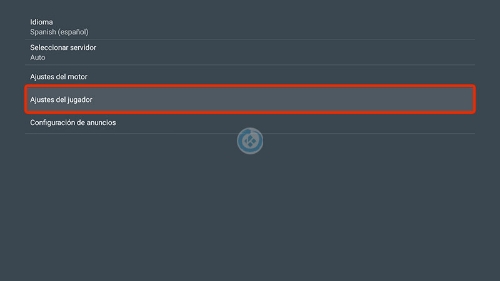 Idioma
Spanish (español)
Seleccionar servidor
Auto
Ajustes del motor
Ajustes del jugador
Configuración de anuncios